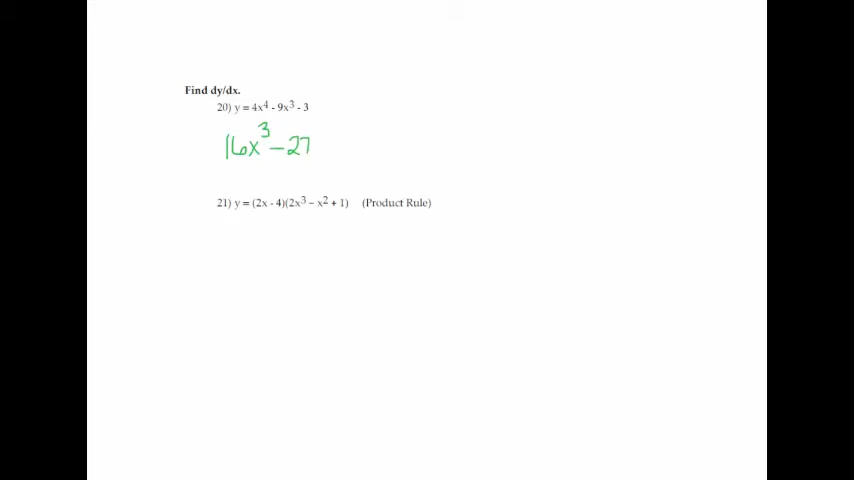 Find dy/dx.
20) y = 4x⁴ - 9x³ - 3
16x³ - 27
21) y = (2x - 4)(2x³ – x² + 1) (Product Rule)